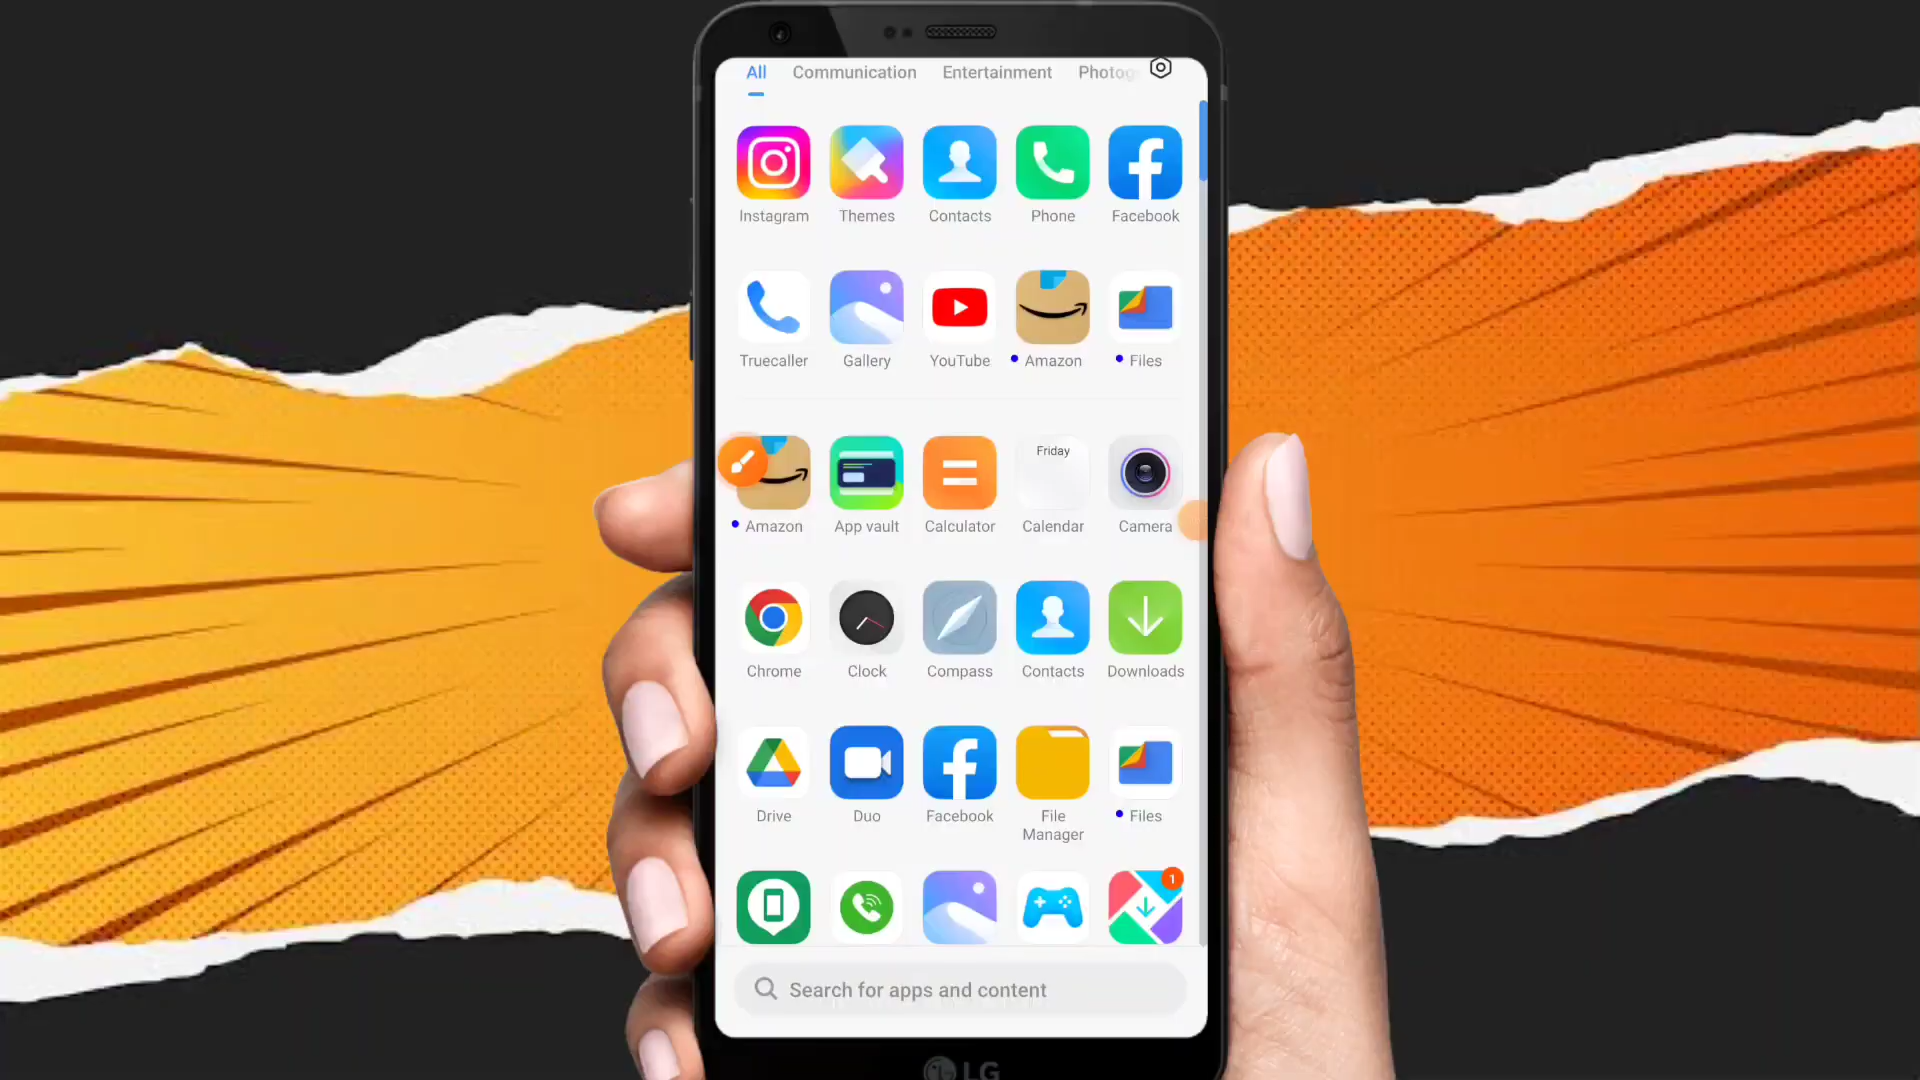 All Communication Entertainment Photog
Instagram Themes Contacts Phone Facebook
Truecaller Gallery YouTube Amazon Files
Friday
Amazon App vault Calculator Calendar Camera
Chrome Clock Compass Contacts Downloads
Drive Duo Facebook File Manager Files
1
Search for apps and content
LG